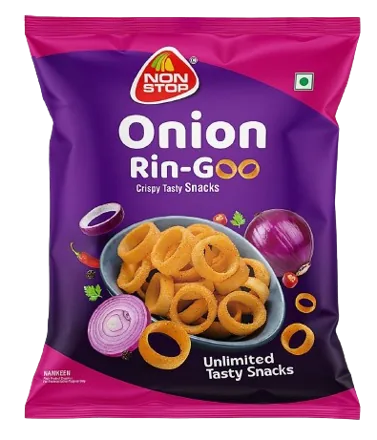 NON
STOP
©
Onion
Rin-Goo
Crispy Tasty Snacks
Unlimited
Tasty Snacks
NAMKEEN